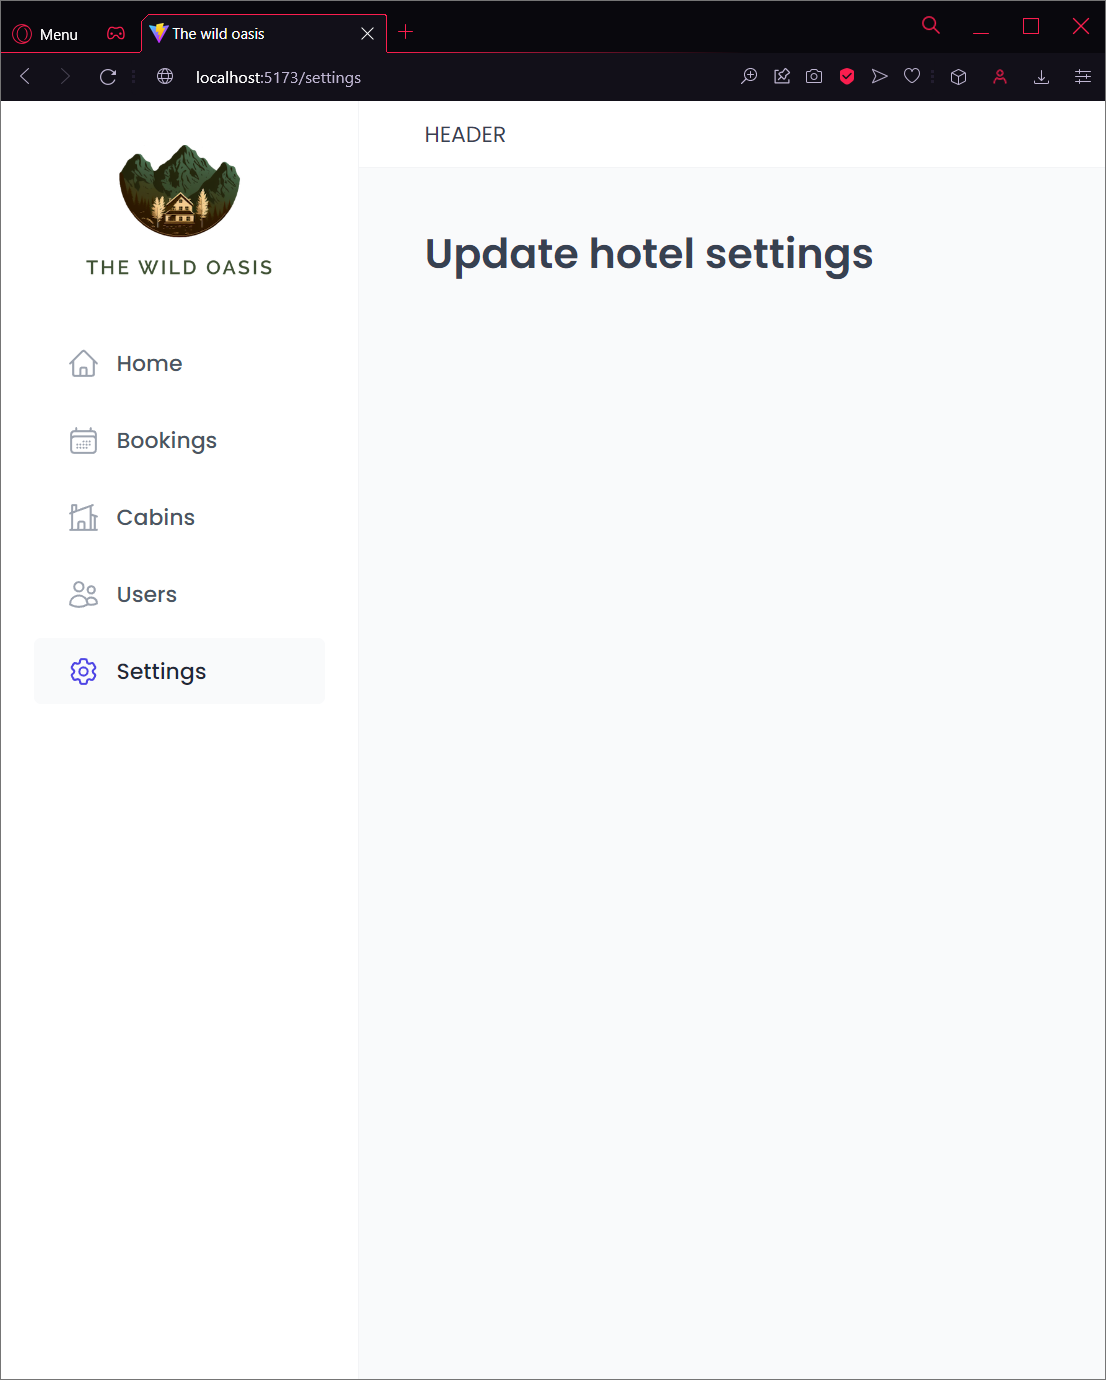 Menu
The wild oasis
localhost:5173/settings
THE WILD OASIS
Home
Bookings
Cabins
Users
Settings
HEADER
Update hotel settings